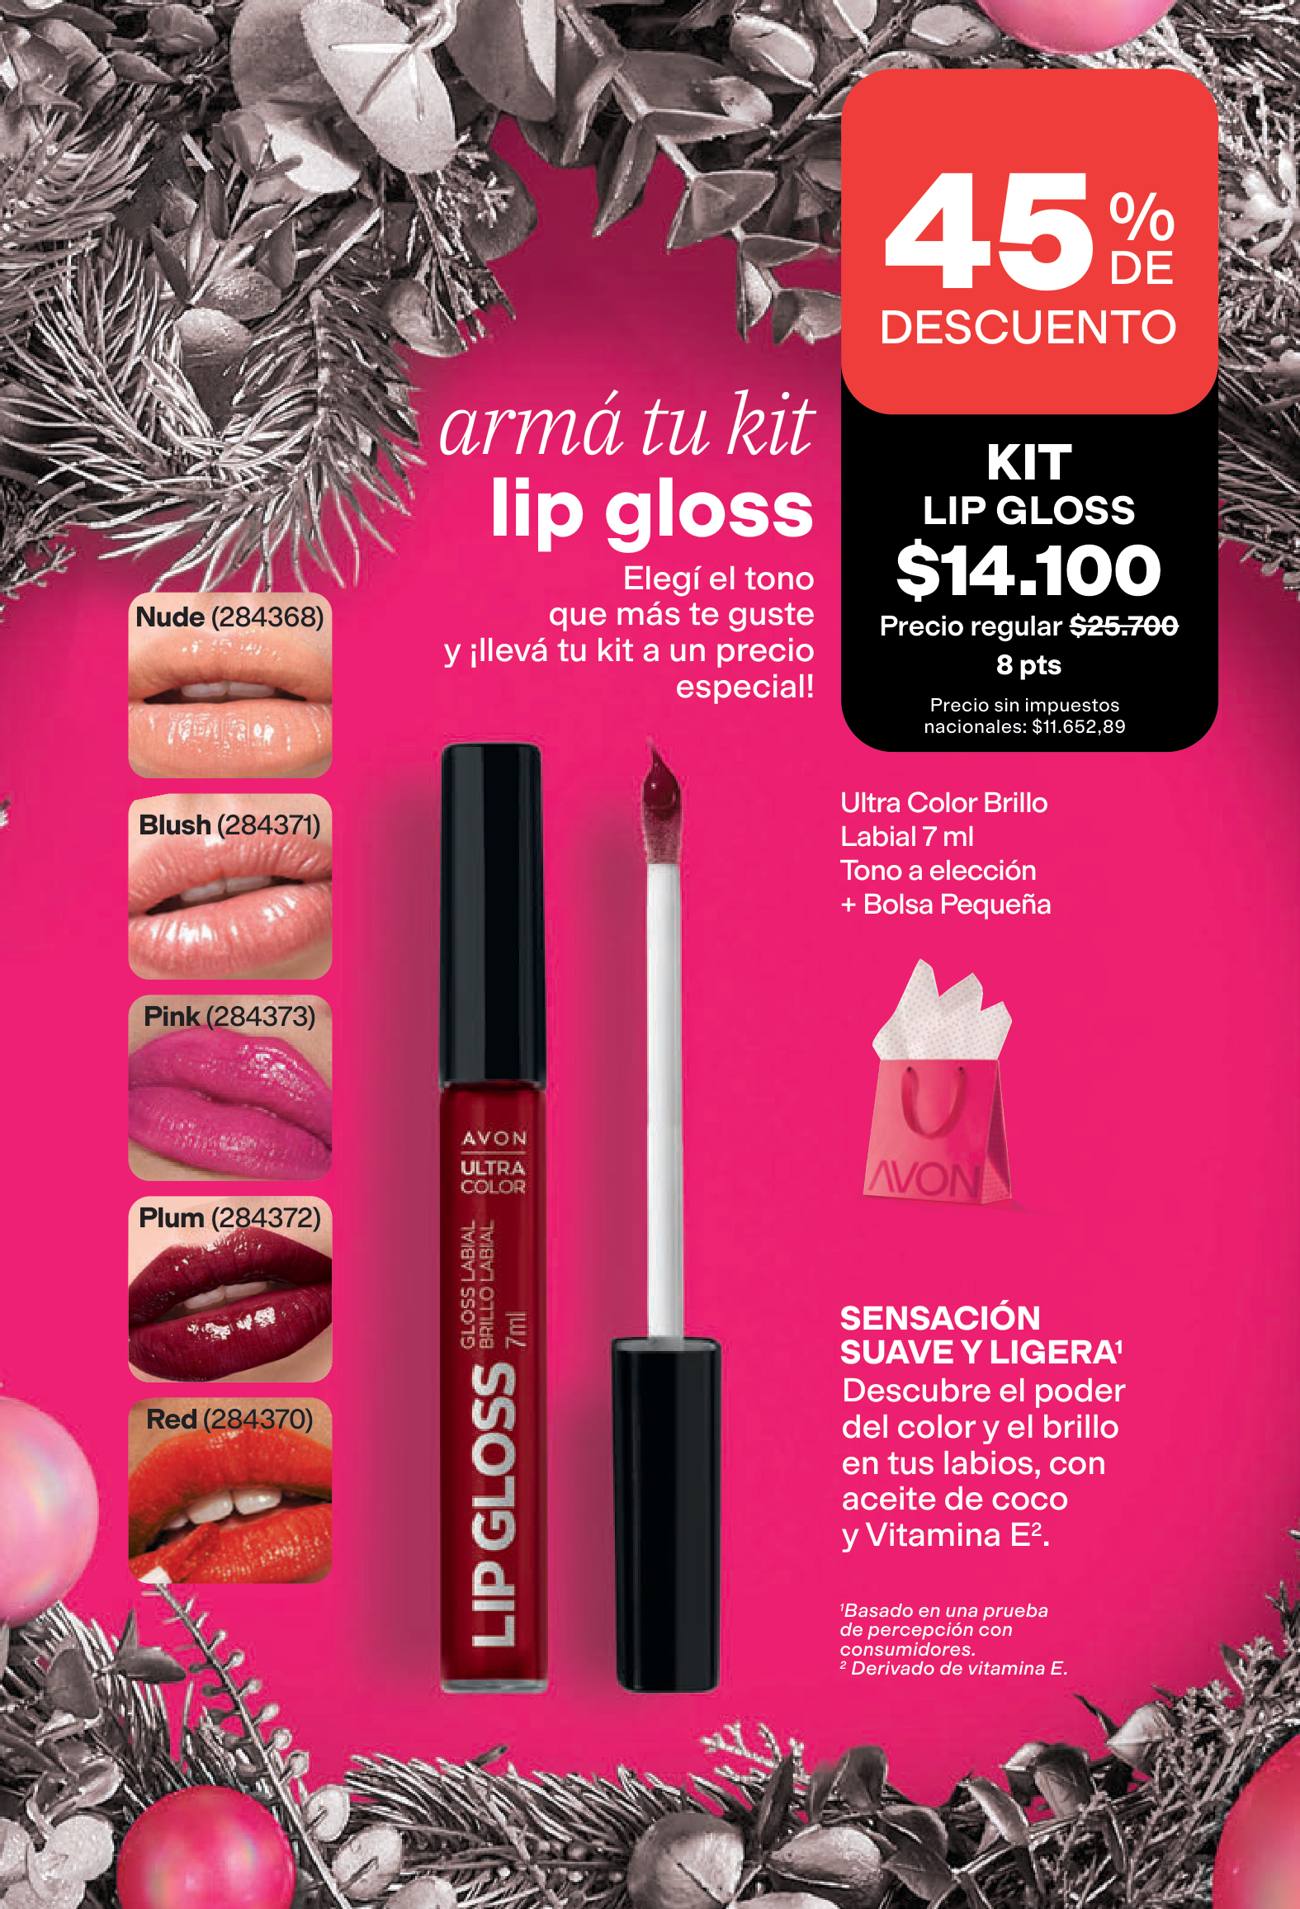 45%
DE
DESCUENTO
armá tu kit
lip gloss
Elegí el tono
que más te guste
y ¡llevá tu kit a un precio
especial!
KIT
LIP GLOSS
$14.100
Precio regular $25.700
8 pts
Precio sin impuestos
nacionales: $11.652,89
Nude (284368)
Blush (284371)
Pink (284373)
Plum (284372)
Red (284370)
AVON
ULTRA
COLOR
GLOSS LABIAL
BRILLO LABIAL
7ml
LIP GLOSS
Ultra Color Brillo
Labial 7 ml
Tono a elección
+ Bolsa Pequeña
AVON
SENSACIÓN
SUAVE Y LIGERA¹
Descubre el poder
del color y el brillo
en tus labios, con
aceite de coco
y Vitamina E².
¹Basado en una prueba
de percepción con
consumidores.
² Derivado de vitamina E.